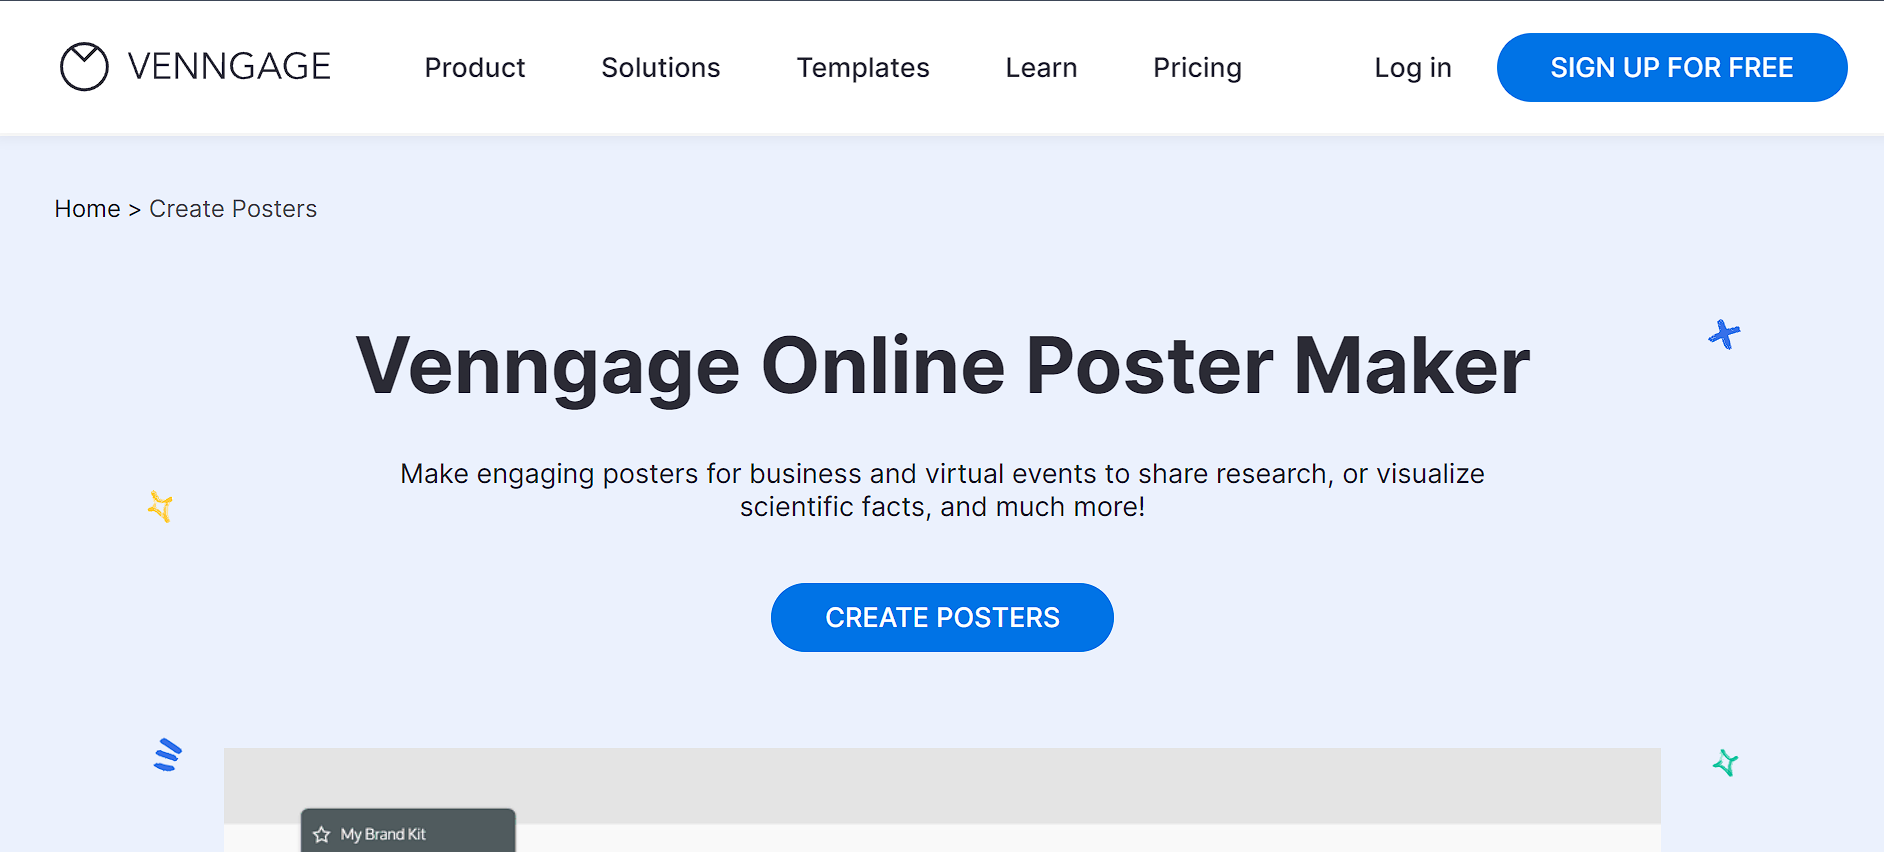 VENNGAGE Product Solutions Templates Learn Pricing Log in SIGN UP FOR FREE
Home > Create Posters
Venngage Online Poster Maker
Make engaging posters for business and virtual events to share research, or visualize
scientific facts, and much more!
CREATE POSTERS
My Brand Kit